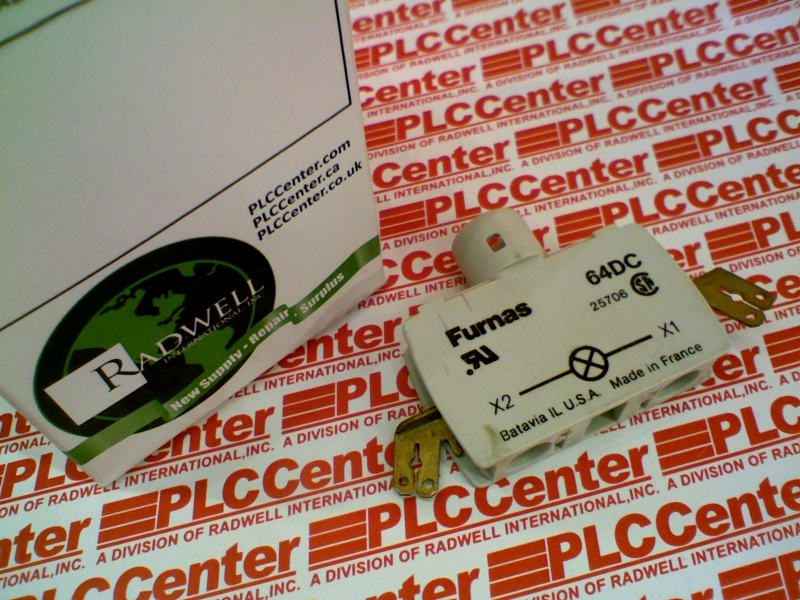 PLCCenter.com
PLCCenter.ca
PLCCenter.co.uk
RADWELL
INTERNATIONAL, INC.
New Supply - Repair - Surplus
64DC
25706
Furnas
X2
X1
Batavia IL U.S.A. Made in France
PLCCenter
A DIVISION OF RADWELL INTERNATIONAL, INC.